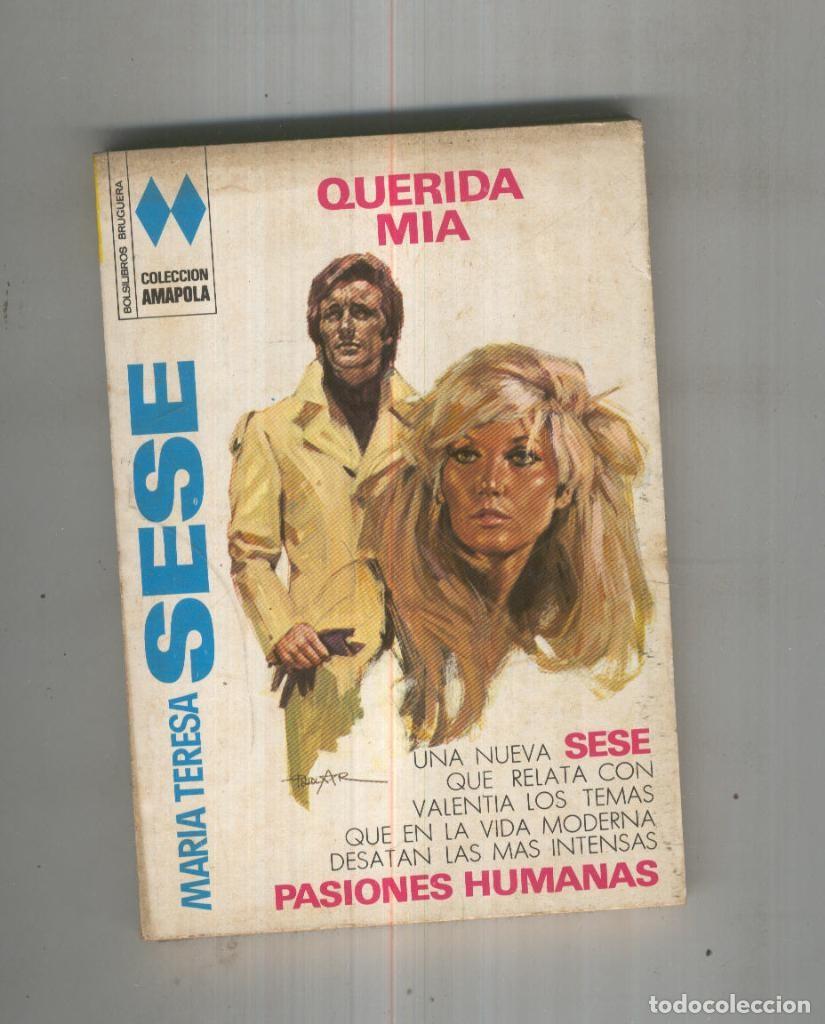 BOLSILIBROS BRUGUERA
COLECCION
AMAPOLA
QUERIDA
MIA
MARIA TERESA SESE
UNA NUEVA SESE
QUE RELATA CON
VALENTIA LOS TEMAS
QUE EN LA VIDA MODERNA
DESATAN LAS MAS INTENSAS
PASIONES HUMANAS
todocoleccion